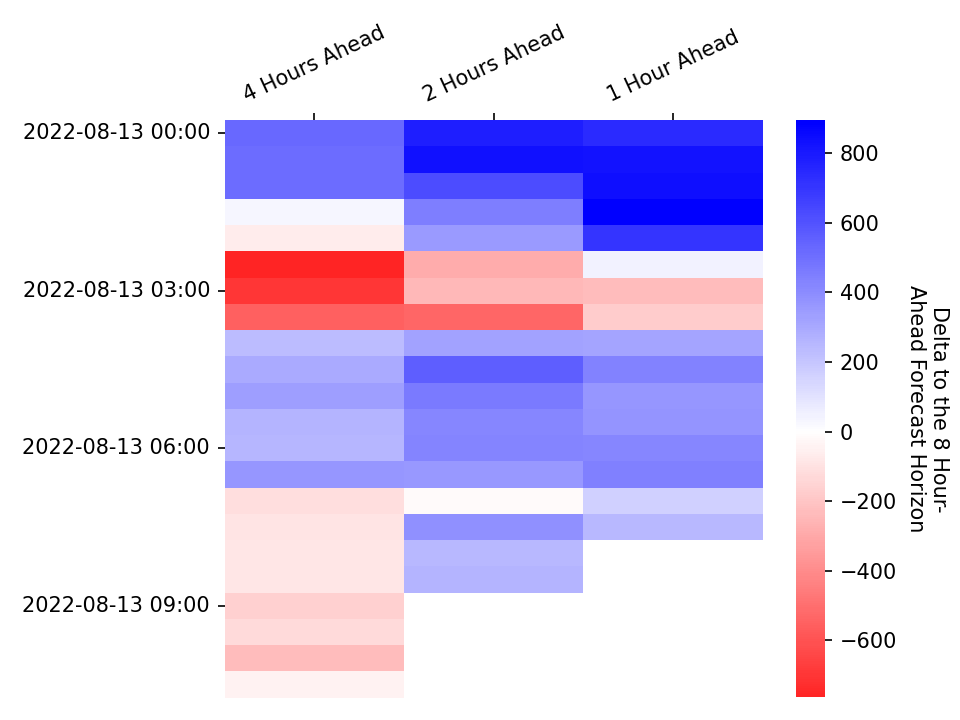 4 Hours Ahead
2 Hours Ahead
1 Hour Ahead
2022-08-13 00:00
2022-08-13 03:00
2022-08-13 06:00
2022-08-13 09:00
800
600
400
200
0
−200
−400
−600
Delta to the 8 Hour-
Ahead Forecast Horizon